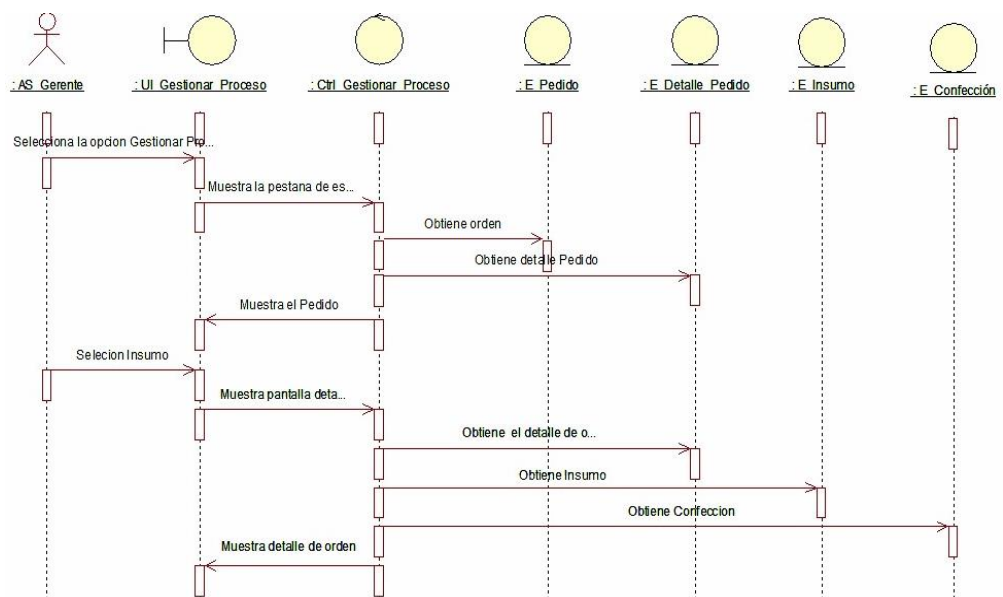 : AS_Gerente
: UI_Gestionar_Proceso
: Ctrl_Gestionar_Proceso
: E_Pedido
: E_Detalle_Pedido
: E_Insumo
: E_Confección
Selecciona la opcion Gestionar Pro...
Muestra la pestana de es...
Obtiene orden
Obtiene detalle Pedido
Muestra el Pedido
Selecion Insumo
Muestra pantalla deta...
Obtiene el detalle de o...
Obtiene Insumo
Obtiene Confeccion
Muestra detalle de orden